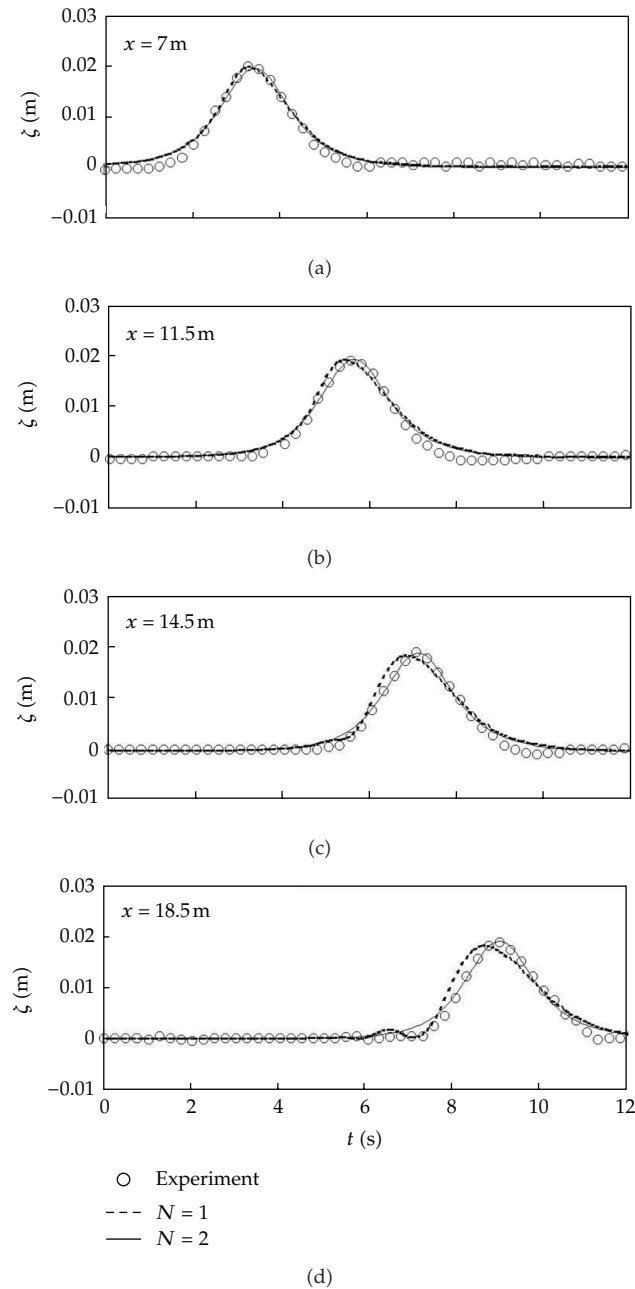 0.03
x = 7 m
0.02
ζ (m)
0.01
0
−0.01
(a)
0.03
x = 11.5 m
0.02
ζ (m)
0.01
0
−0.01
(b)
0.03
x = 14.5 m
0.02
ζ (m)
0.01
0
−0.01
(c)
0.03
x = 18.5 m
0.02
ζ (m)
0.01
0
−0.01
0 2 4 6 8 10 12
t (s)
Experiment
N = 1
N = 2
(d)